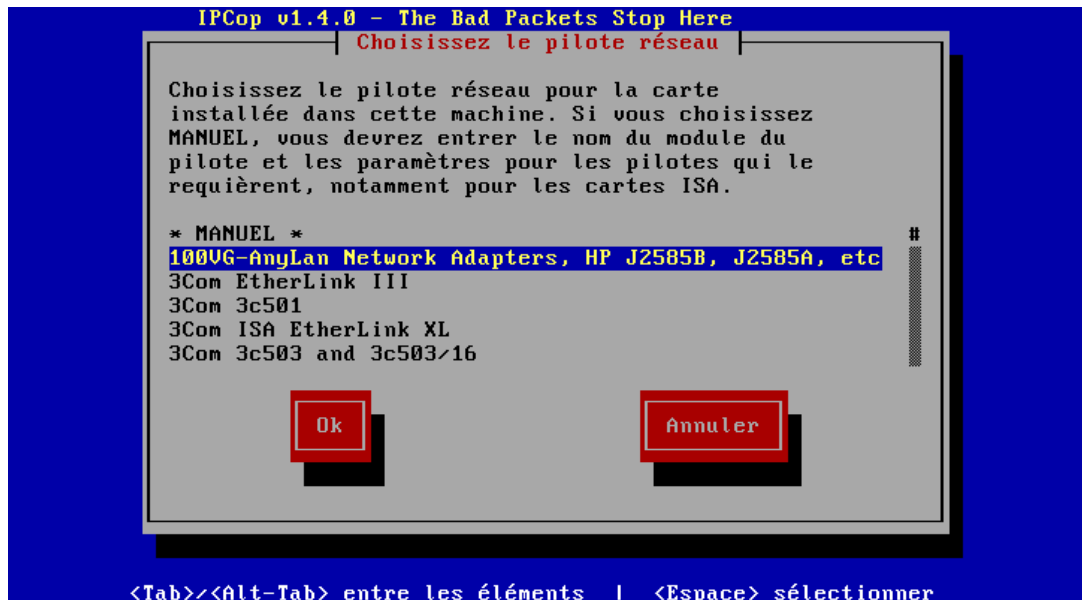 IPCop v1.4.0 - The Bad Packets Stop Here
Choisissez le pilote réseau
Choisissez le pilote réseau pour la carte
installée dans cette machine. Si vous choisissez
MANUEL, vous devrez entrer le nom du module du
pilote et les paramètres pour les pilotes qui le
requièrent, notamment pour les cartes ISA.
* MANUEL *
100VG-AnyLan Network Adapters, HP J2585B, J2585A, etc
3Com EtherLink III
3Com 3c501
3Com ISA EtherLink XL
3Com 3c503 and 3c503/16
Ok Annuler
<Tab>/<Alt-Tab> entre les éléments | <Espace> sélectionner